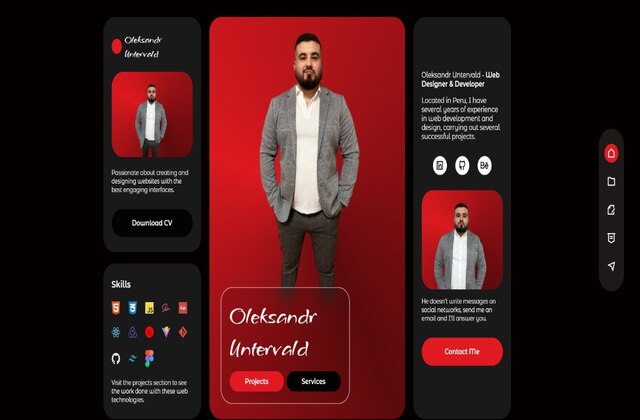 Oleksandr
Untervald
Passionate about creating and
designing websites with the
best engaging interfaces.
Download CV
Skills
JS
Visit the projects section to see
the work done with these web
technologies.
Oleksandr
Untervald
Projects
Services
Oleksandr Untervald - Web
Designer & Developer
Located in Peru, I have
several years of experience
in web development and
design, carrying out several
successful projects.
in
Bē
He doesn't write messages on
social networks, send me an
email and I'll answer you.
Contact Me